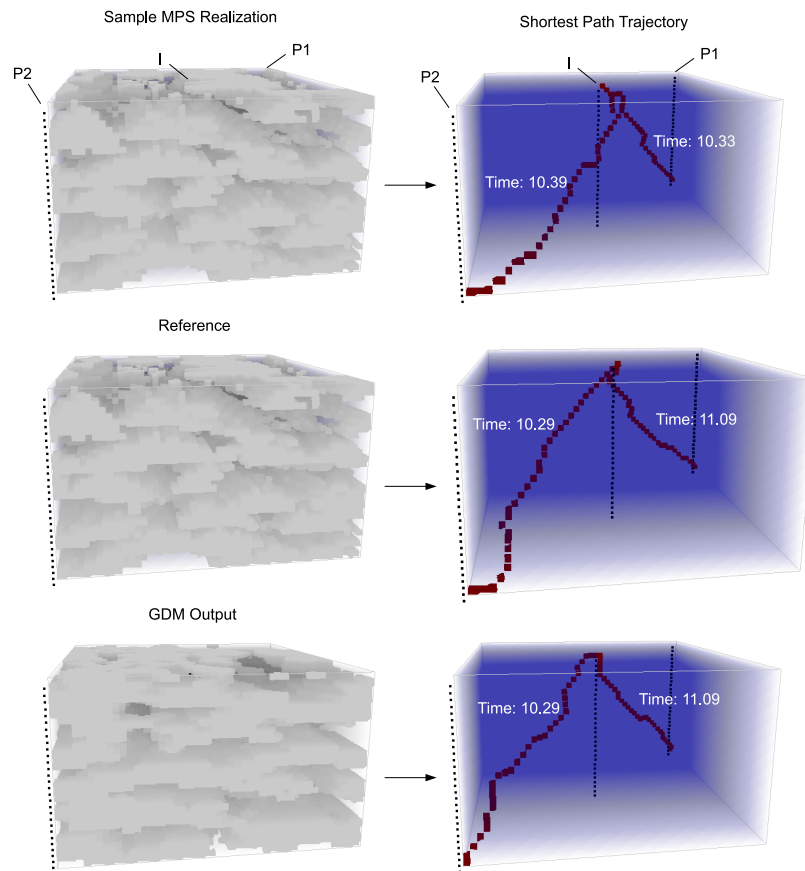 Sample MPS Realization
Shortest Path Trajectory
P2
I
P1
P2
I
P1
Time: 10.33
Time: 10.39
Reference
Time: 10.29
Time: 11.09
GDM Output
Time: 10.29
Time: 11.09